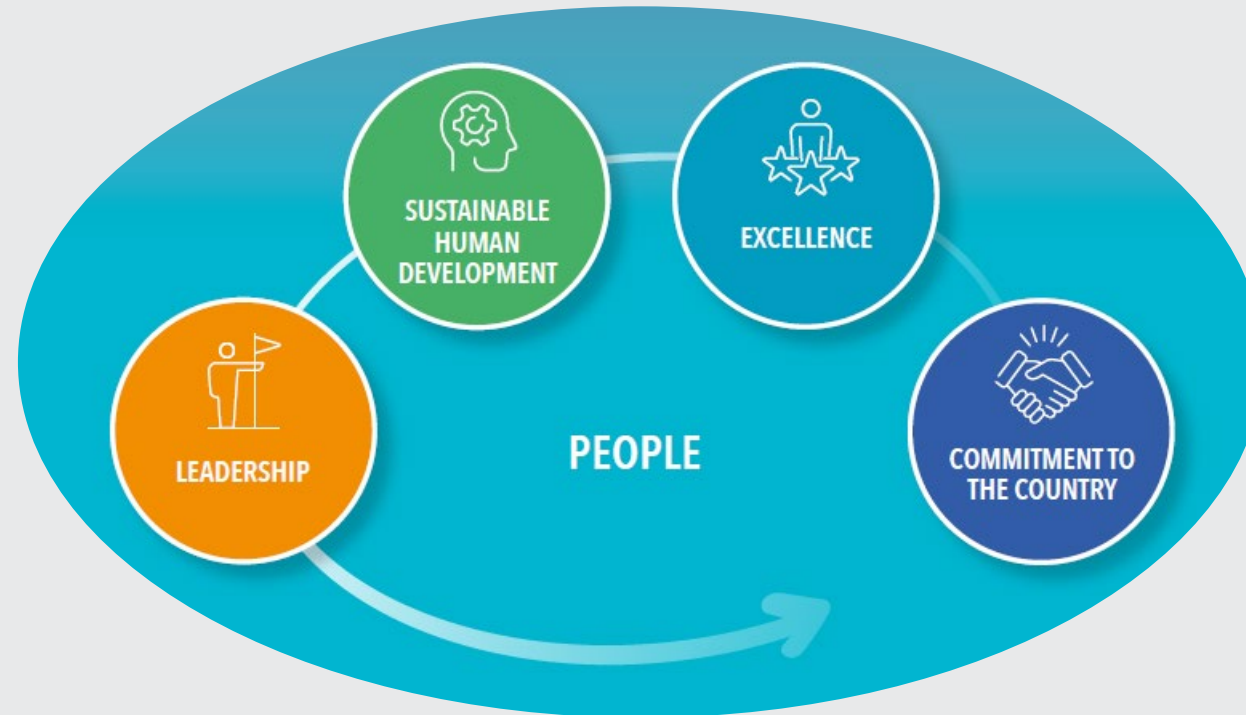 SUSTAINABLE
HUMAN
DEVELOPMENT
EXCELLENCE
LEADERSHIP
PEOPLE
COMMITMENT TO
THE COUNTRY